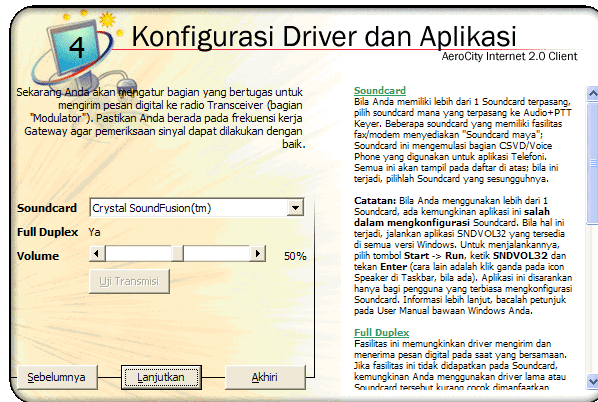 4
Konfigurasi Driver dan Aplikasi
AeroCity Internet 2.0 Client
Sekarang Anda akan mengatur bagian yang bertugas untuk
mengirim pesan digital ke radio Transceiver (bagian
"Modulator"). Pastikan Anda berada pada frekuensi kerja
Gateway agar pemeriksaan sinyal dapat dilakukan dengan
baik.
Soundcard Crystal SoundFusion(tm)
Full Duplex Ya
Volume 50%
Uji Transmisi
Soundcard
Bila Anda memiliki lebih dari 1 Soundcard terpasang,
pilih soundcard mana yang terpasang ke Audio+PTT
Keyer. Beberapa soundcard yang memiliki fasilitas
fax/modem menyediakan "Soundcard maya";
Soundcard ini mengemulasi bagian CSVD/Voice
Phone yang digunakan untuk aplikasi Telefoni.
Semua ini akan tampil pada daftar di atas; bila ini
terjadi, pilihlah Soundcard yang sesungguhnya.
Catatan: Bila Anda menggunakan lebih dari 1
Soundcard, ada kemungkinan aplikasi ini salah
dalam mengkonfigurasi Soundcard. Bila hal ini
terjadi, jalankan aplikasi SNDVOL32 yang tersedia
di semua versi Windows. Untuk menjalankannya,
pilih tombol Start -> Run, ketik SNDVOL32 dan
tekan Enter (cara lain adalah klik ganda pada icon
Speaker di Taskbar, bila ada). Aplikasi ini disarankan
hanya bagi pengguna yang terbiasa mengkonfigurasi
Soundcard. Informasi lebih lanjut, bacalah petunjuk
pada User Manual bawaan Windows Anda.
Full Duplex
Fasilitas ini memungkinkan driver mengirim dan
menerima pesan digital pada saat yang bersamaan.
Jika fasilitas ini tidak didapatkan pada Soundcard,
kemungkinan Anda menggunakan driver lama atau
Soundcard tersebut kurang cocok dimanfaatkan
Sebelumnya Lanjutkan Akhiri